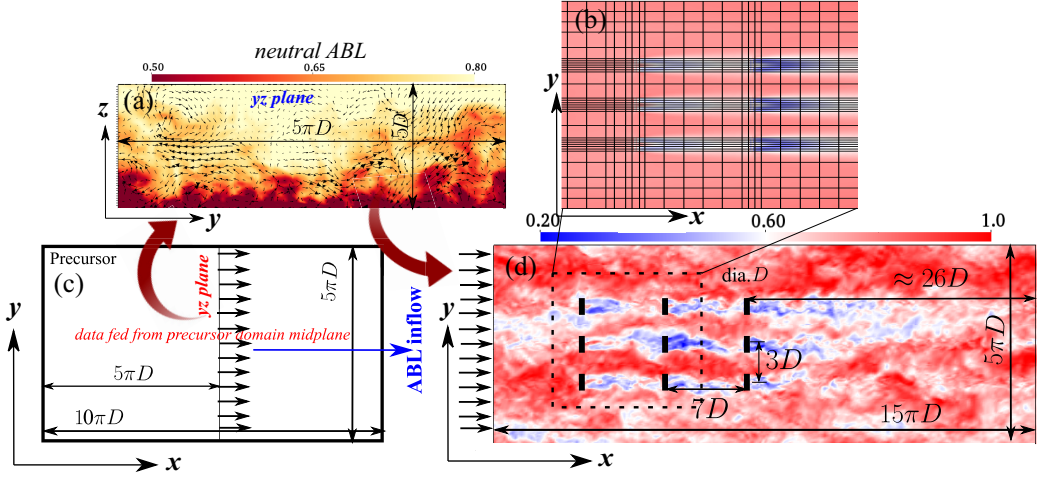 neutral ABL
0.50 0.65 0.80
(a)
yz plane
5πD
5D
z
y
(b)
y
x
0.20 0.60 1.0
Precursor
(c)
yz plane
5πD
data fed from precursor domain midplane
5πD
10πD
y
x
ABL inflow
(d)
dia. D
≈ 26D
3D
7D
5πD
15πD
y
x